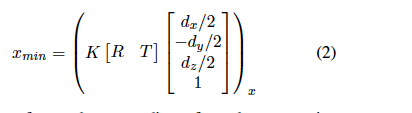 x_{min} = \left( K \begin{bmatrix} R & T \end{bmatrix} \begin{bmatrix} d_x/2 \\ -d_y/2 \\ d_z/2 \\ 1 \end{bmatrix} \right)_x (2)